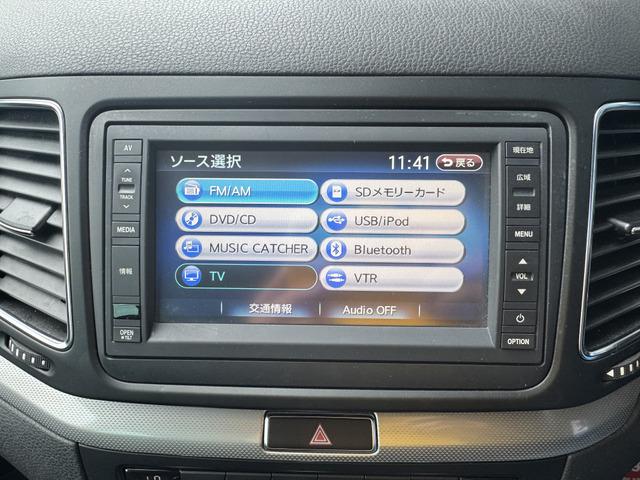 ソース選択
11:41
戻る
FM/AM
SDメモリーカード
DVD/CD
USB/iPod
MUSIC CATCHER
Bluetooth
TV
VTR
交通情報
Audio OFF
AV
TUNE
TRACK
MEDIA
情報
OPEN
現在地
広域
詳細
MENU
VOL
OPTION